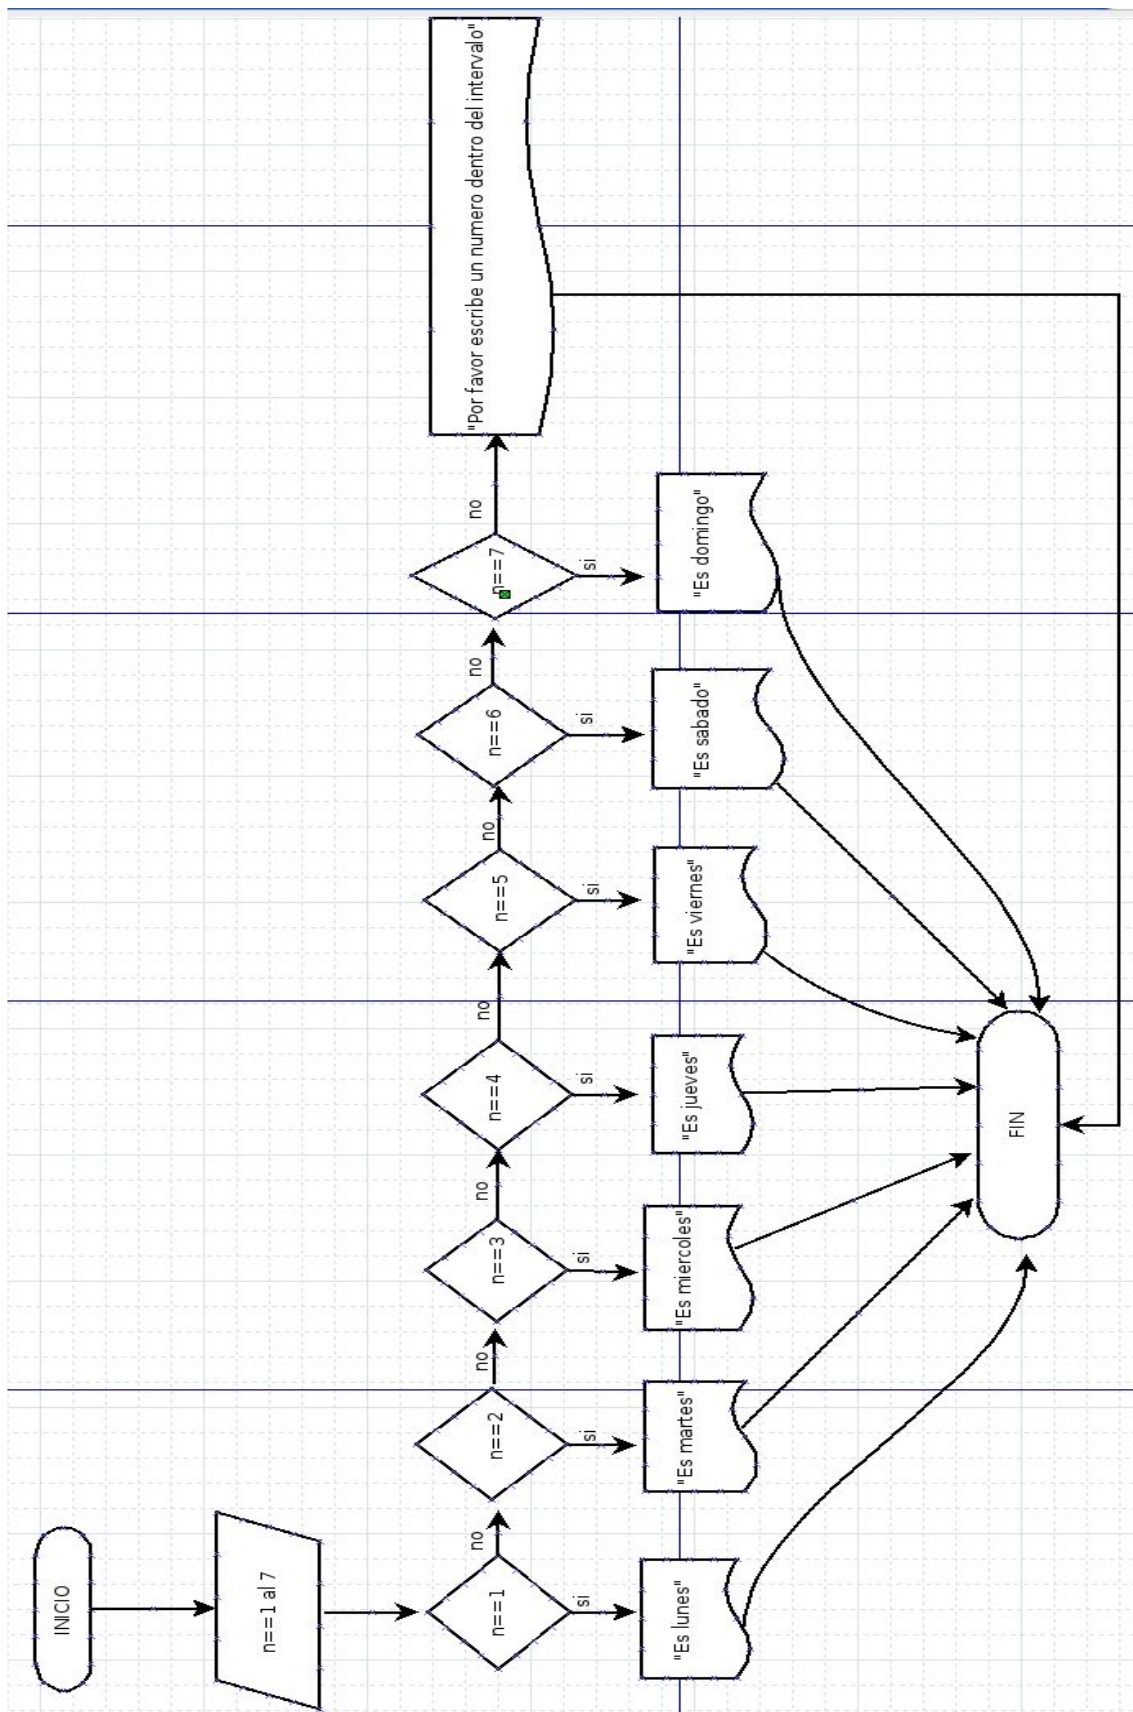 INICIO
n==1 al 7
n==1
no
si
"Es lunes"
n==2
no
si
"Es martes"
n==3
no
si
"Es miercoles"
n==4
no
si
"Es jueves"
n==5
no
si
"Es viernes"
n==6
no
si
"Es sabado"
n==7
no
si
"Es domingo"
"Por favor escribe un numero dentro del intervalo"
FIN